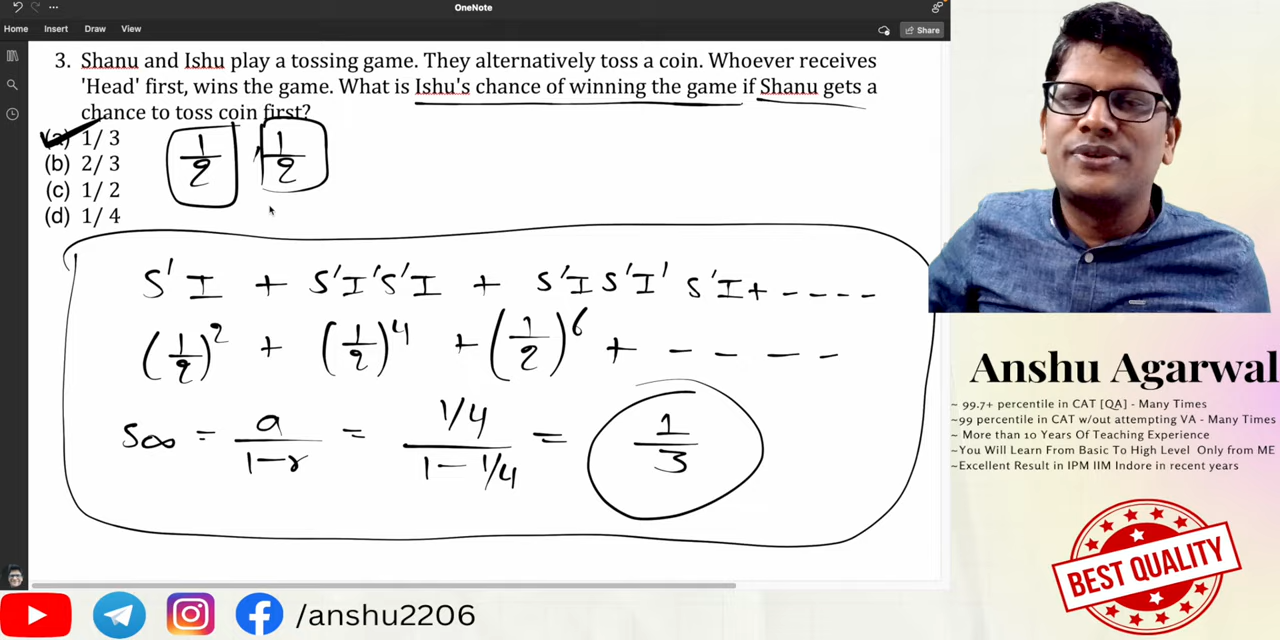 OneNote
Home Insert Draw View
Share
3. Shanu and Ishu play a tossing game. They alternatively toss a coin. Whoever receives
'Head' first, wins the game. What is Ishu's chance of winning the game if Shanu gets a
chance to toss coin first?
(a) 1/ 3
(b) 2/ 3
(c) 1/ 2
(d) 1/ 4
1/2 1/2
S'I + S'I'S'I + S'IS'I' S'I + ----
(1/2)^2 + (1/2)^4 + (1/2)^6 + ----
S∞ = a/1-r = 1/4/1-1/4 = 1/3
Anshu Agarwal
~ 99.7+ percentile in CAT [QA] - Many Times
~99 percentile in CAT w/out attempting VA - Many Times
~ More than 10 Years Of Teaching Experience
~You Will Learn From Basic To High Level Only from ME
~Excellent Result in IPM IIM Indore in recent years
BEST QUALITY
/anshu2206